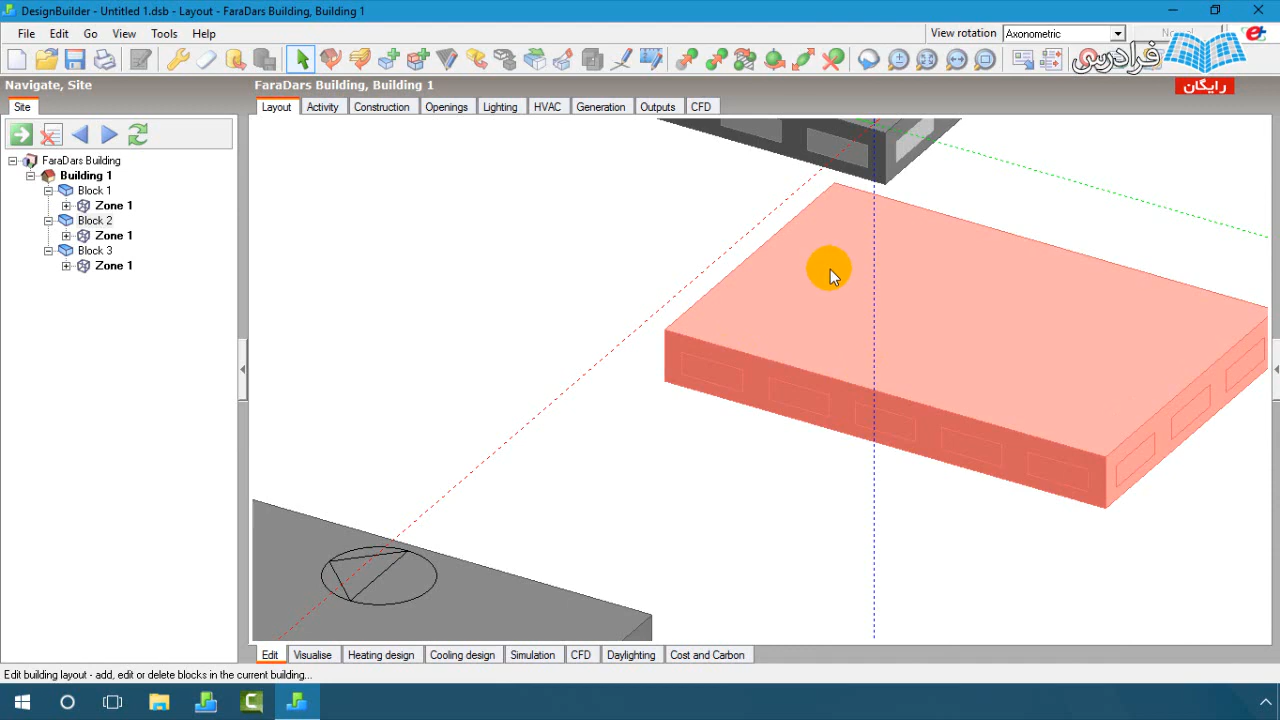 DesignBuilder - Untitled 1.dsb - Layout - FaraDars Building, Building 1
File Edit Go View Tools Help
View rotation Axonometric
فرادرس
رایگان
Navigate, Site
FaraDars Building, Building 1
Site
Layout Activity Construction Openings Lighting HVAC Generation Outputs CFD
FaraDars Building
Building 1
Block 1
Zone 1
Block 2
Zone 1
Block 3
Zone 1
Edit Visualise Heating design Cooling design Simulation CFD Daylighting Cost and Carbon
Edit building layout - add, edit or delete blocks in the current building...